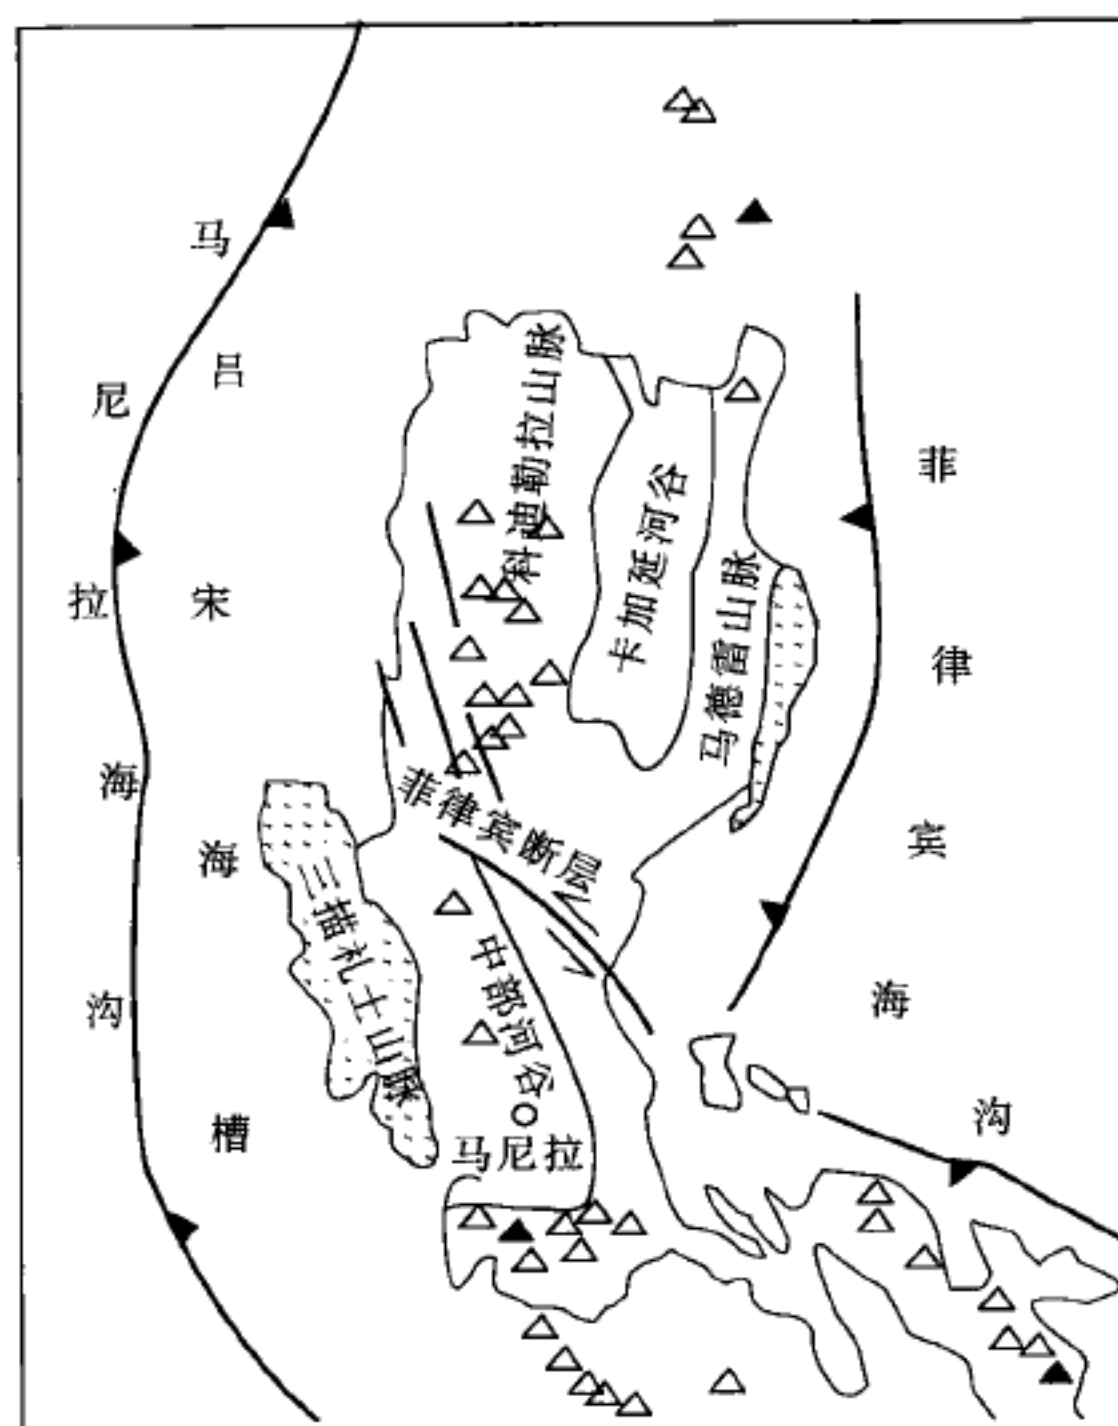 马尼拉海沟
吕宋海槽
科迪勒拉山脉
卡加延河谷
马德雷山脉
菲律宾海沟
菲律宾断层
三描礼士山脉
中部河谷
马尼拉